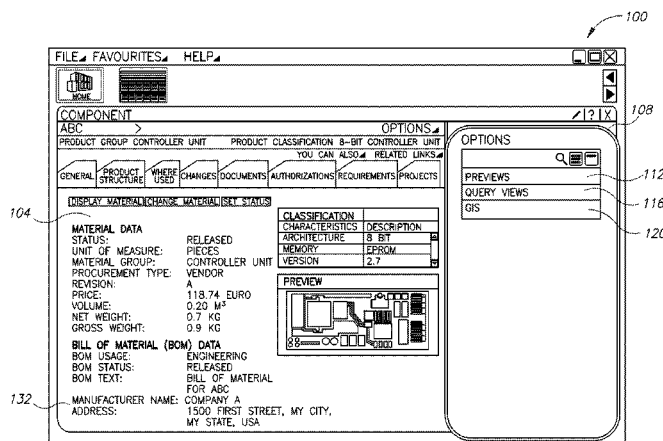 100
FILE FAVOURITES HELP
HOME
COMPONENT / ? X
ABC > OPTIONS
PRODUCT GROUP CONTROLLER UNIT PRODUCT CLASSIFICATION 8-BIT CONTROLLER UNIT
YOU CAN ALSO RELATED LINKS
GENERAL PRODUCT STRUCTURE WHERE USED CHANGES DOCUMENTS AUTHORIZATIONS REQUIREMENTS PROJECTS
DISPLAY MATERIAL CHANGE MATERIAL SET STATUS
104
MATERIAL DATA
STATUS: RELEASED
UNIT OF MEASURE: PIECES
MATERIAL GROUP: CONTROLLER UNIT
PROCUREMENT TYPE: VENDOR
REVISION: A
PRICE: 118.74 EURO
VOLUME: 0.20 M³
NET WEIGHT: 0.7 KG
GROSS WEIGHT: 0.9 KG
BILL OF MATERIAL (BOM) DATA
BOM USAGE: ENGINEERING
BOM STATUS: RELEASED
BOM TEXT: BILL OF MATERIAL
FOR ABC
132
MANUFACTURER NAME: COMPANY A
ADDRESS: 1500 FIRST STREET, MY CITY,
MY STATE, USA
CLASSIFICATION
CHARACTERISTICS DESCRIPTION
ARCHITECTURE 8 BIT
MEMORY EPROM
VERSION 2.7
PREVIEW
108
OPTIONS
PREVIEWS 112
QUERY VIEWS 116
GIS 120